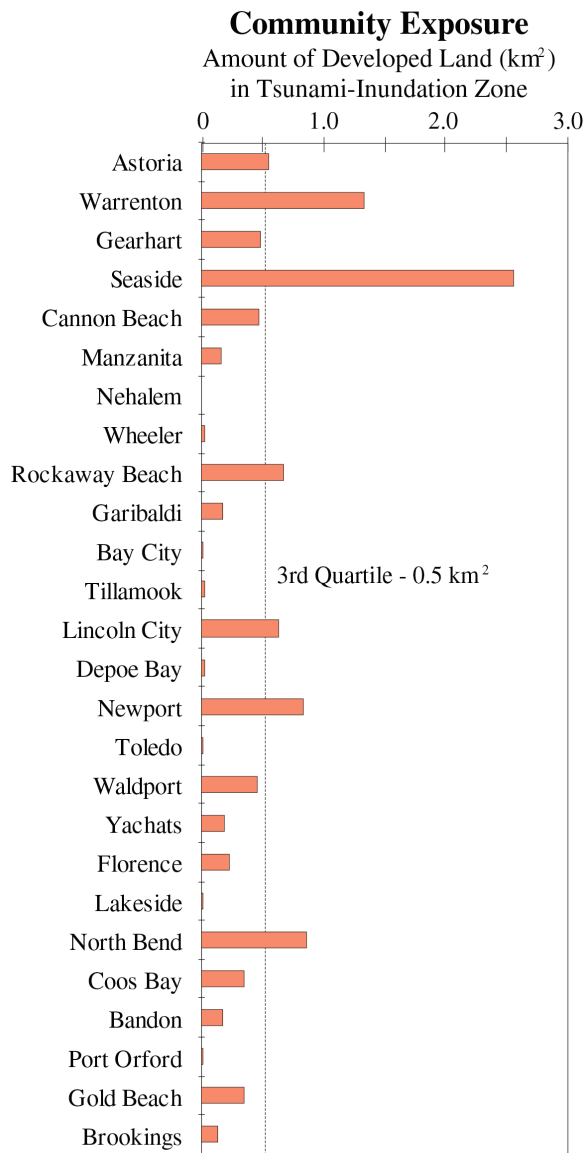 Community Exposure
Amount of Developed Land (km²)
in Tsunami-Inundation Zone
0 1.0 2.0 3.0
Astoria
Warrenton
Gearhart
Seaside
Cannon Beach
Manzanita
Nehalem
Wheeler
Rockaway Beach
Garibaldi
Bay City
3rd Quartile - 0.5 km²
Tillamook
Lincoln City
Depoe Bay
Newport
Toledo
Waldport
Yachats
Florence
Lakeside
North Bend
Coos Bay
Bandon
Port Orford
Gold Beach
Brookings